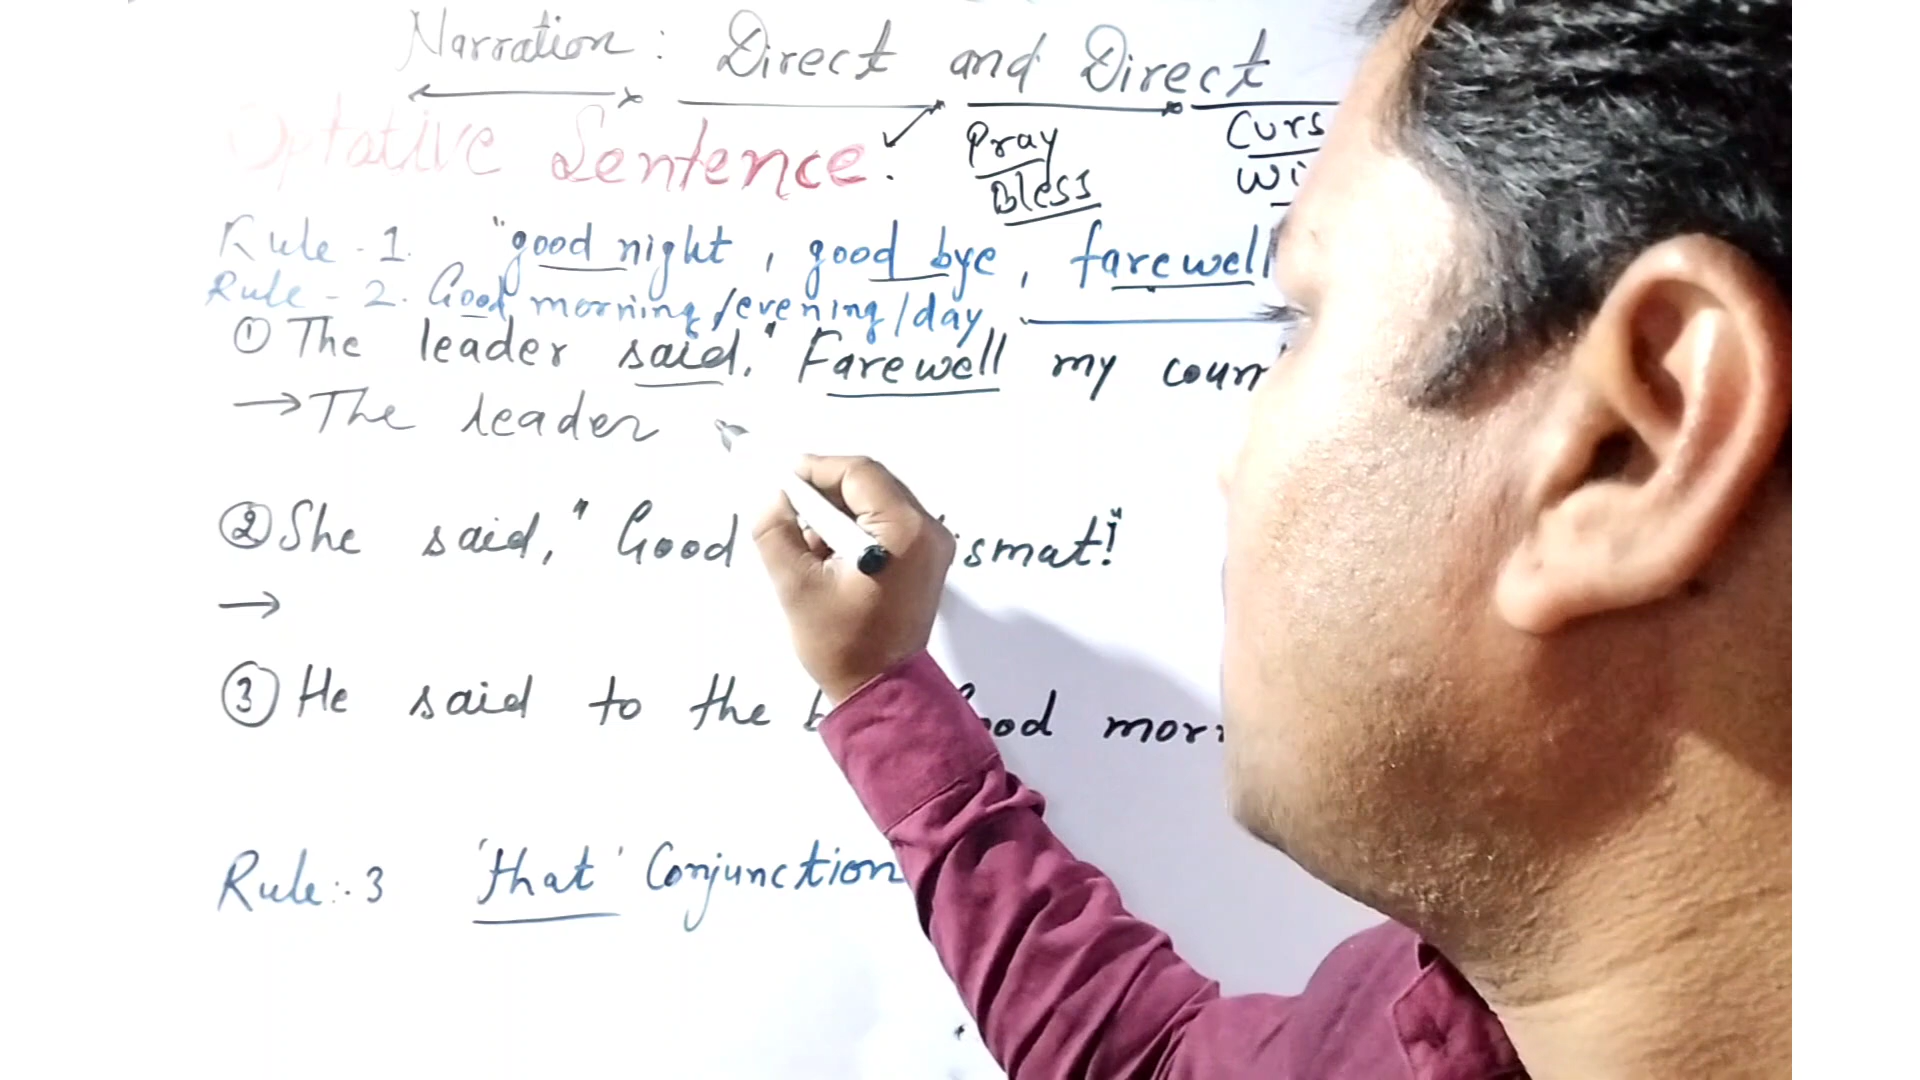 Narration: Direct and Direct
Optative Sentence:
Pray
Bless
Rule - 1. "good night, good bye, farewell
Rule - 2. Good morning/evening/day
① The leader said, "Farewell my
→ The leader
② She said, "Good
→
③ He said to the
Rule:- 3 'that' Conjunction